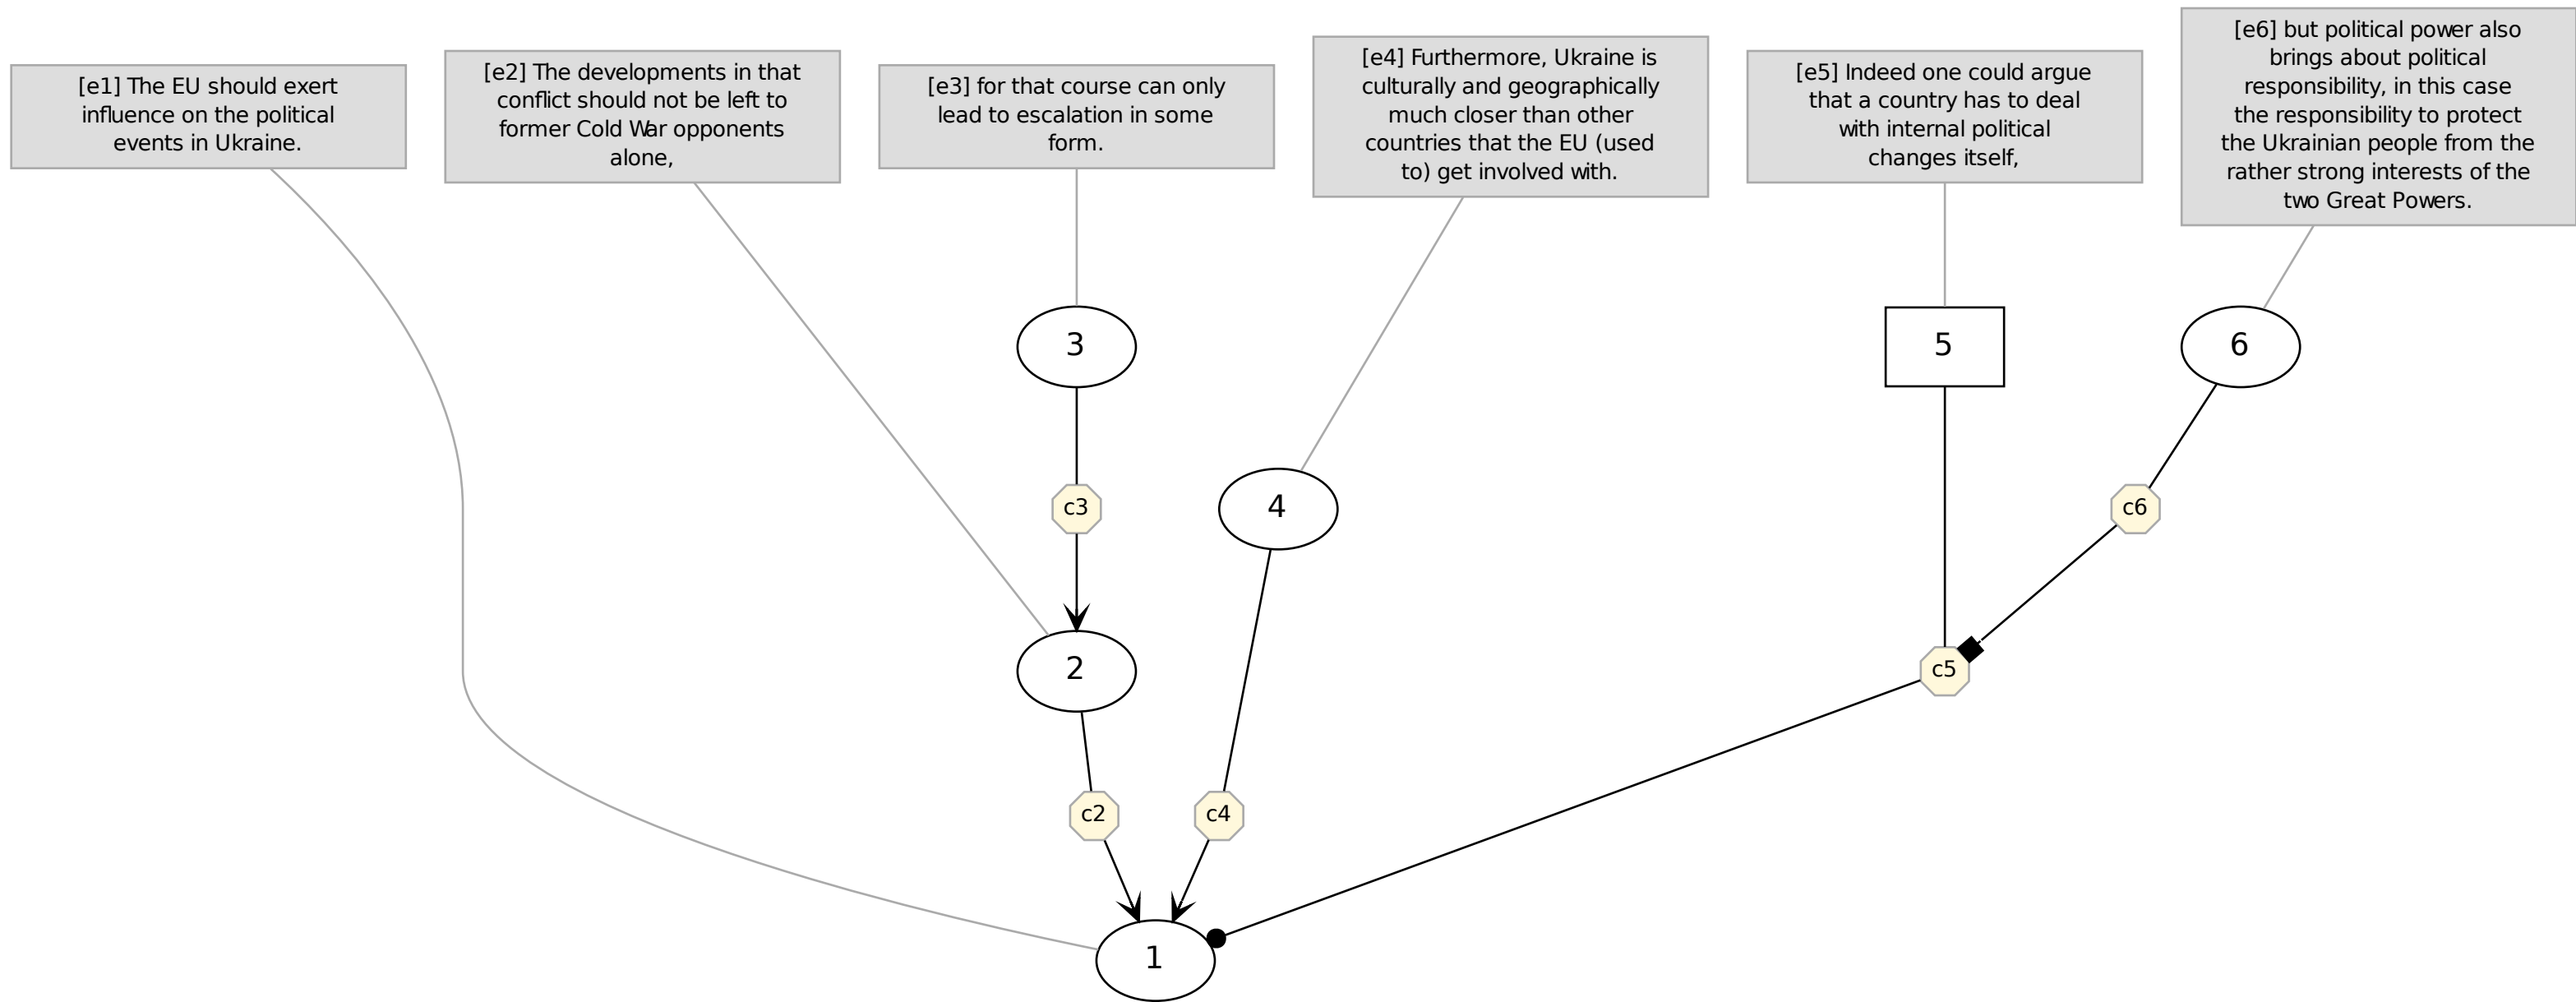 [e1] The EU should exert
influence on the political
events in Ukraine.
[e2] The developments in that
conflict should not be left to
former Cold War opponents
alone,
[e3] for that course can only
lead to escalation in some
form.
[e4] Furthermore, Ukraine is
culturally and geographically
much closer than other
countries that the EU (used
to) get involved with.
[e5] Indeed one could argue
that a country has to deal
with internal political
changes itself,
[e6] but political power also
brings about political
responsibility, in this case
the responsibility to protect
the Ukrainian people from the
rather strong interests of the
two Great Powers.
3
5
6
c3
4
c6
2
c5
c2
c4
1